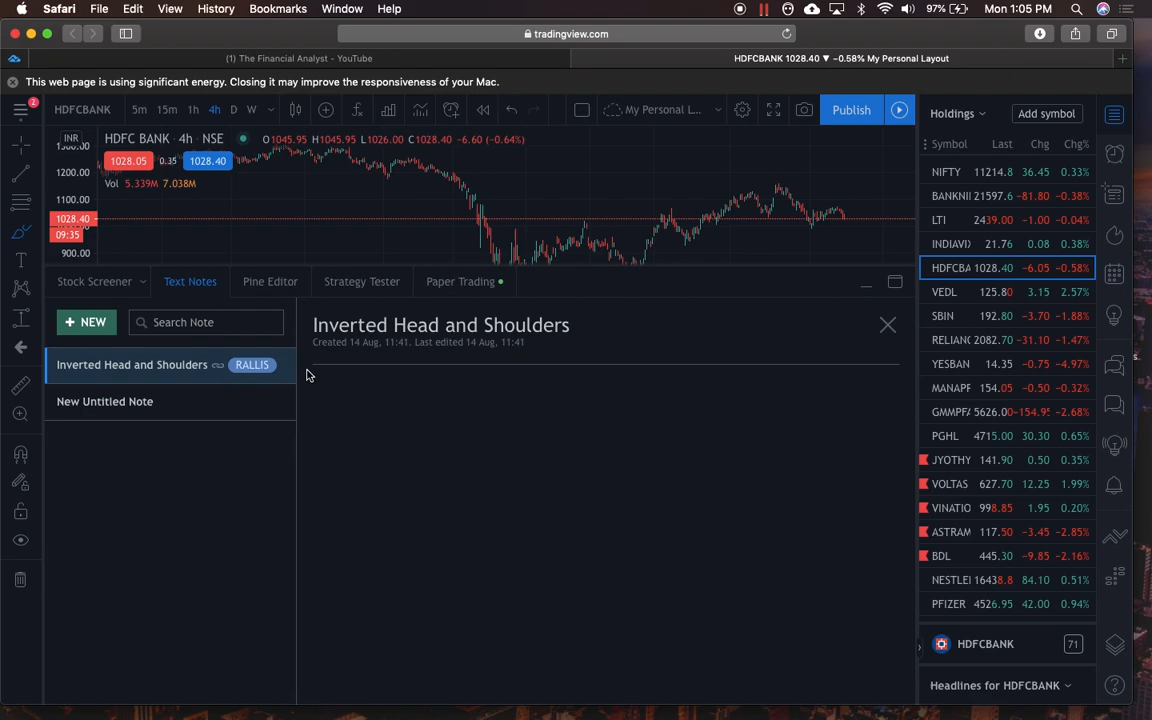 Safari File Edit View History Bookmarks Window Help 97% Mon 1:05 PM
tradingview.com
(1) The Financial Analyst - YouTube
HDFCBANK 1028.40 ▼ −0.58% My Personal Layout
This web page is using significant energy. Closing it may improve the responsiveness of your Mac.
2
HDFCBANK 5m 15m 1h 4h D W My Personal L... Publish
Holdings Add symbol
INR HDFC BANK · 4h · NSE O1045.95 H1045.95 L1026.00 C1028.40 −6.60 (−0.64%)
1028.05 0.35 1028.40
Vol 5.339M 7.038M
1200.00
1100.00
1028.40
09:35
900.00
Symbol Last Chg Chg%
NIFTY 11214.8 36.45 0.33%
BANKNI 21597.6 −81.80 −0.38%
LTI 2439.00 −1.00 −0.04%
INDIAVI 21.76 0.08 0.38%
HDFCBA 1028.40 −6.05 −0.58%
VEDL 125.80 3.15 2.57%
SBIN 192.80 −3.70 −1.88%
RELIAN 2082.70 −31.10 −1.47%
YESBAN 14.35 −0.75 −4.97%
MANAPF 154.05 −0.50 −0.32%
GMMPFA 5626.00 −154.95 −2.68%
PGHL 4715.00 30.30 0.65%
JYOTHY 141.90 0.50 0.35%
VOLTAS 627.70 12.25 1.99%
VINATIO 998.85 1.95 0.20%
ASTRAM 117.50 −3.45 −2.85%
BDL 445.30 −9.85 −2.16%
NESTLEI 16438.8 84.10 0.51%
PFIZER 4526.95 42.00 0.94%
HDFCBANK 71
Headlines for HDFCBANK
Stock Screener Text Notes Pine Editor Strategy Tester Paper Trading
+ NEW Search Note
Inverted Head and Shoulders RALLIS
New Untitled Note
Inverted Head and Shoulders
Created 14 Aug, 11:41. Last edited 14 Aug, 11:41